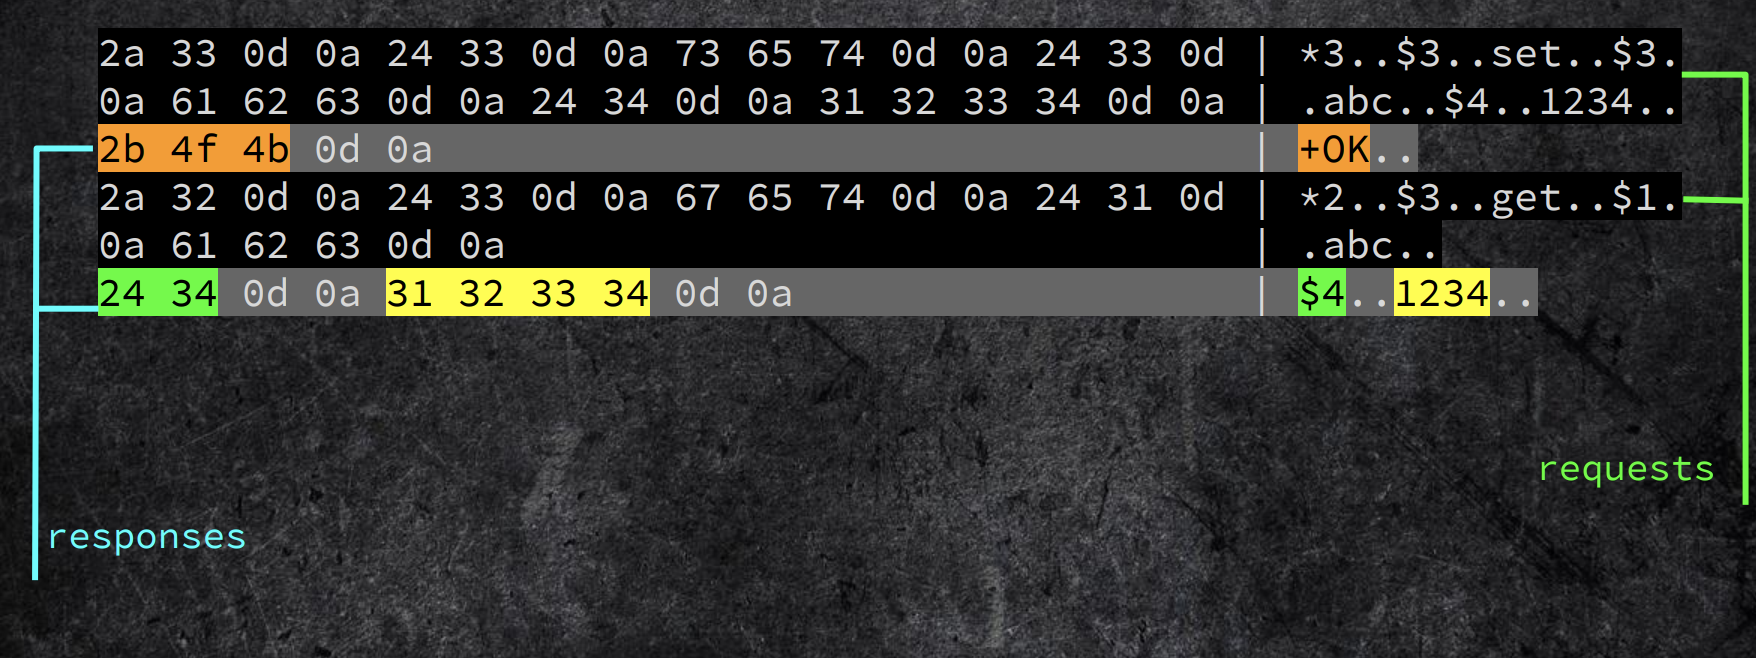 2a 33 0d 0a 24 33 0d 0a 73 65 74 0d 0a 24 33 0d | *3..$3..set..$3.
0a 61 62 63 0d 0a 24 34 0d 0a 31 32 33 34 0d 0a | .abc..$4..1234..
2b 4f 4b 0d 0a | +OK..
2a 32 0d 0a 24 33 0d 0a 67 65 74 0d 0a 24 31 0d | *2..$3..get..$1.
0a 61 62 63 0d 0a | .abc..
24 34 0d 0a 31 32 33 34 0d 0a | $4..1234..
requests
responses